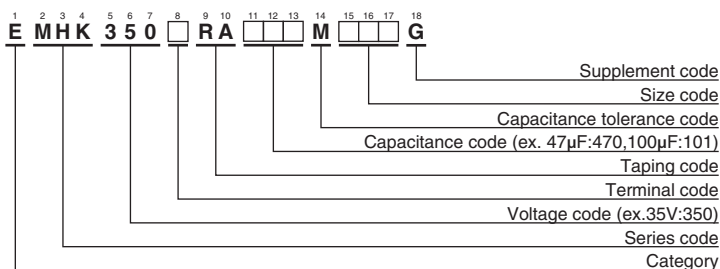 1 2 3 4 5 6 7 8 9 10 11 12 13 14 15 16 17 18
E MHK 350 □ RA □□□ M □□□ G
Supplement code
Size code
Capacitance tolerance code
Capacitance code (ex. 47µF:470,100µF:101)
Taping code
Terminal code
Voltage code (ex.35V:350)
Series code
Category